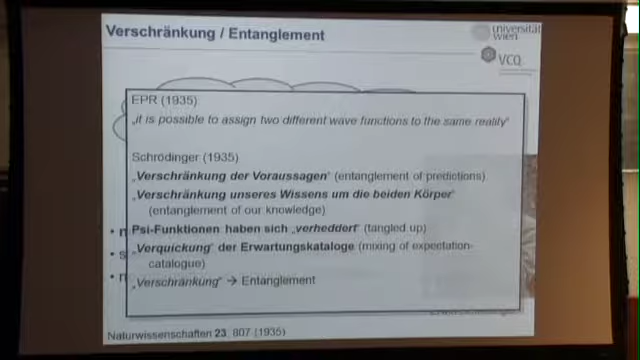 Verschränkung / Entanglement
universität
wien
VCQ
EPR (1935)
„it is possible to assign two different wave functions to the same reality"
Schrödinger (1935)
„Verschränkung der Voraussagen" (entanglement of predictions)
„Verschränkung unseres Wissens um die beiden Körper"
(entanglement of our knowledge)
Psi-Funktionen haben sich „verheddert" (tangled up)
„Verquickung" der Erwartungskataloge (mixing of expectation-
catalogue)
„Verschränkung" → Entanglement
Naturwissenschaften 23, 807 (1935)